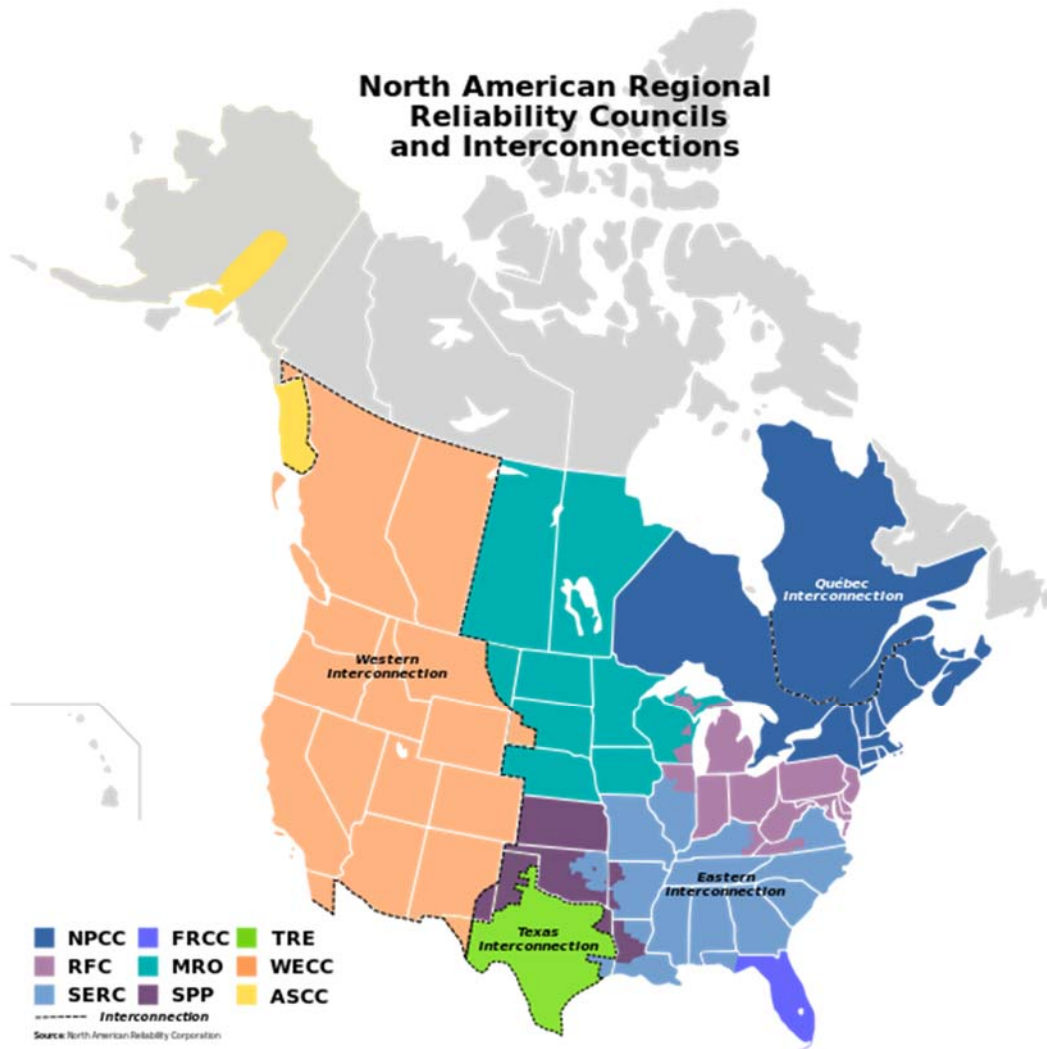 North American Regional
Reliability Councils
and Interconnections
Québec
Interconnection
Western
Interconnection
Eastern
Interconnection
Texas
Interconnection
NPCC FRCC TRE
RFC MRO WECC
SERC SPP ASCC
Interconnection
Source: North American Reliability Corporation